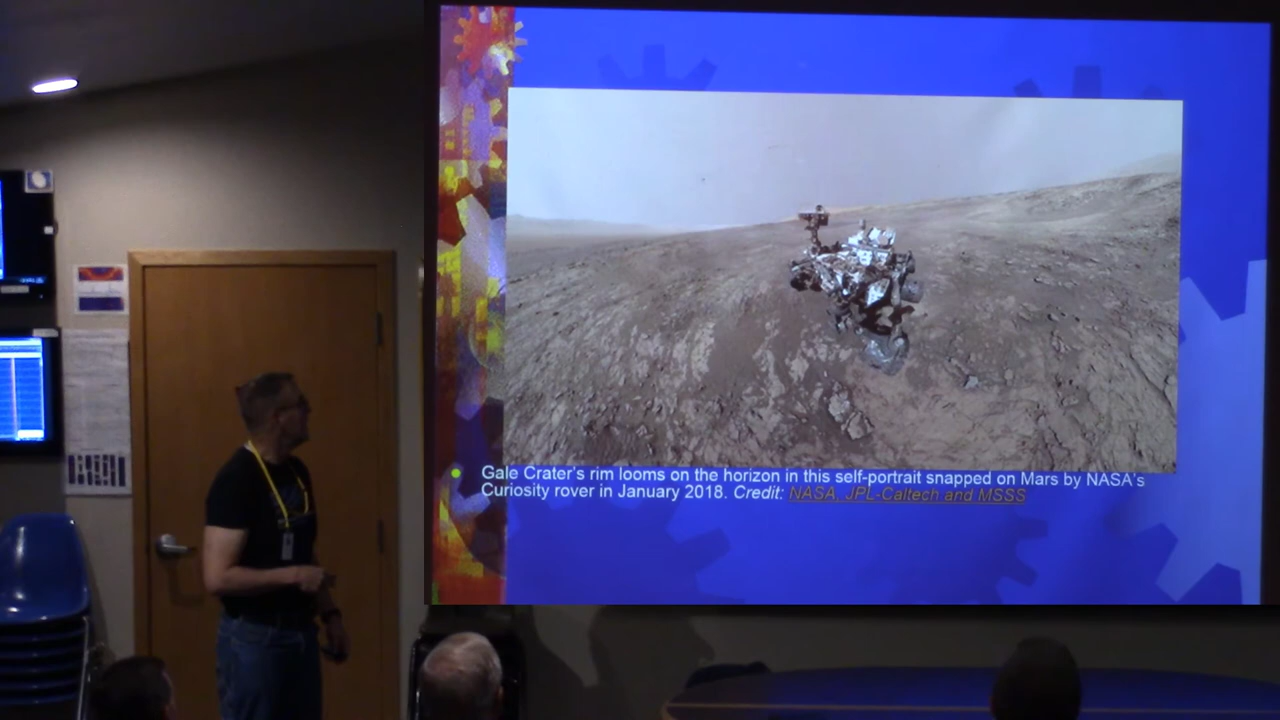 Gale Crater's rim looms on the horizon in this self-portrait snapped on Mars by NASA's
Curiosity rover in January 2018. Credit: NASA, JPL-Caltech and MSSS